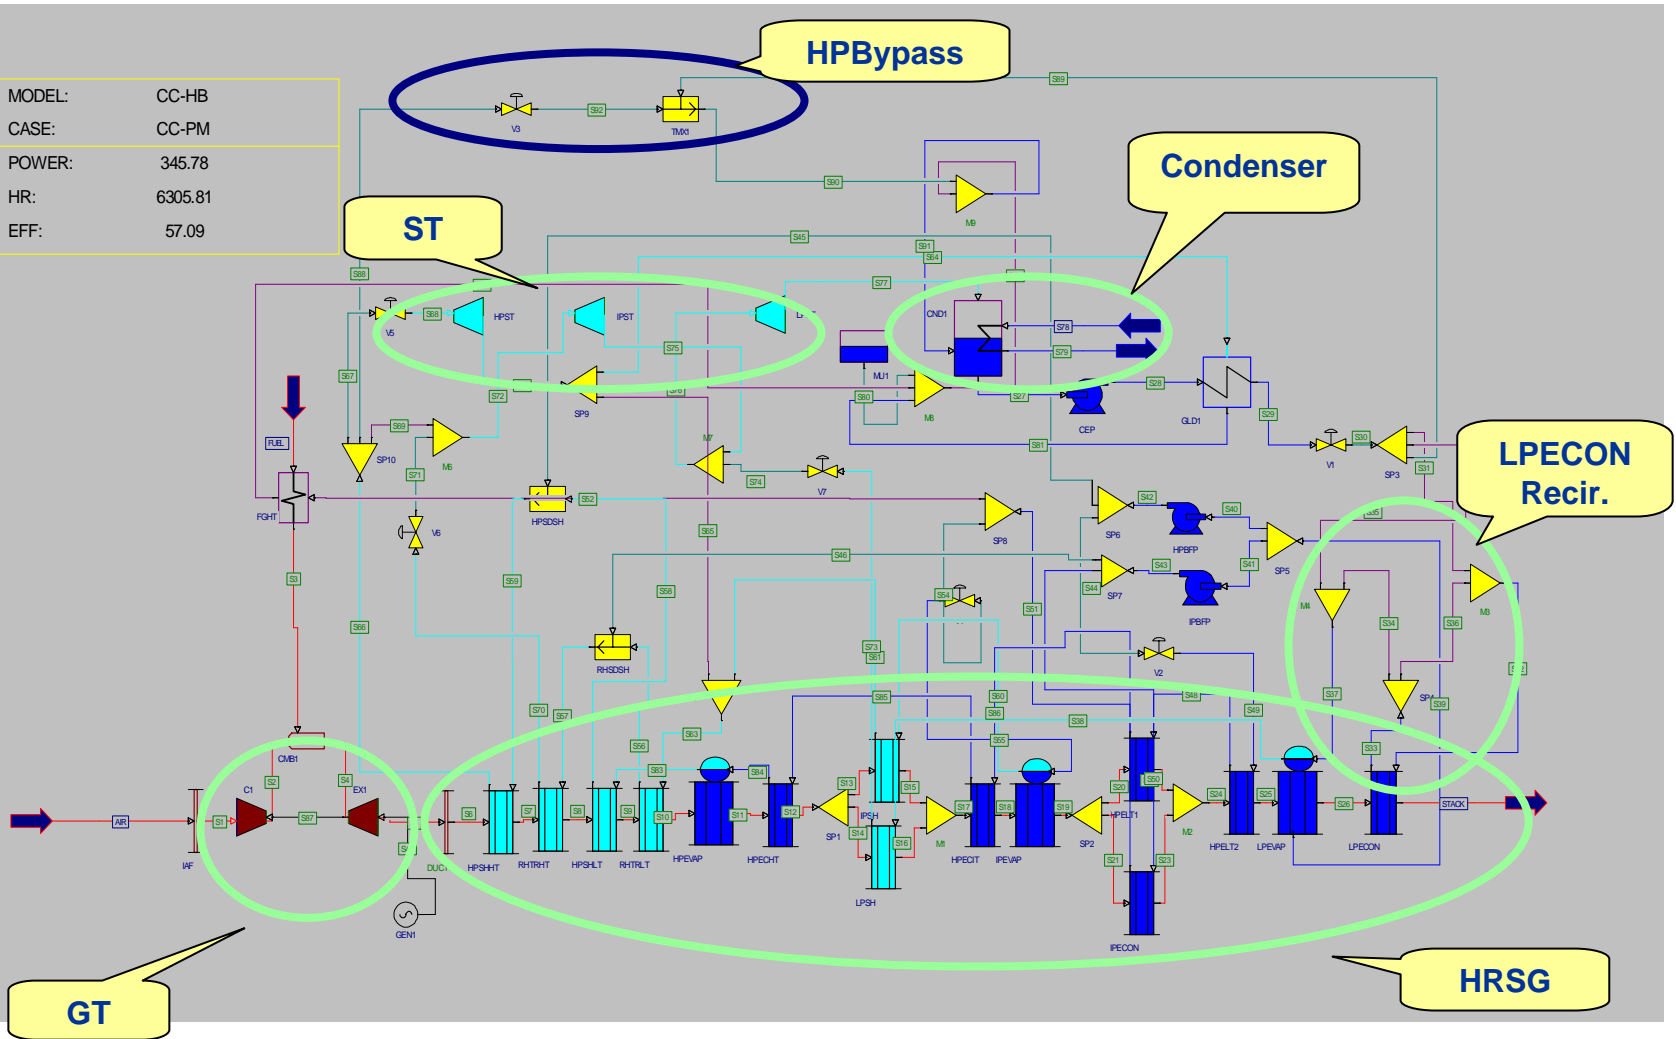 HPBypass
MODEL: CC-HB
CASE: CC-PM
POWER: 345.78
HR: 6305.81
EFF: 57.09
S89
V3
S92
TMX1
Condenser
S90
M9
ST
S45
S91
S64
S88
S77
V5
S68
HPST
IPST
CND1
S78
S79
S75
MU1
S67
S72
SP9
S80
M8
S27
CEP
S28
GLD1
S29
FUEL
S69
SP10
M6
S71
M7
S74
V7
S81
V1
S30
SP3
S31
LPECON
Recir.
FGHT
S52
HPSDSH
V6
S65
SP8
S42
SP6
HPBFP
S40
SP5
S41
S46
S43
S44
SP7
IPBFP
S3
S59
S58
S54
M4
S34
M3
S36
S66
RHSDSH
S73
S61
S51
V2
S37
S39
S70
S57
S63
S85
S60
S86
S38
S48
S49
S56
S55
S33
CMB1
S2
S4
C1
EX1
S83
S84
S13
S15
S20
S50
AIR
S1
S87
S6
S7
S8
S9
S10
S11
S12
IPSH
S14
S16
S17
S18
S19
HPELT1
S24
S25
S26
STACK
IAF
HPSHHT
RHTRHT
HPSHLT
RHTRLT
HPEVAP
HPECHT
SP1
M1
HPECIT
IPEVAP
SP2
S21
S23
M2
HPELT2
LPEVAP
LPECON
LPSH
GEN1
IPECON
GT
HRSG